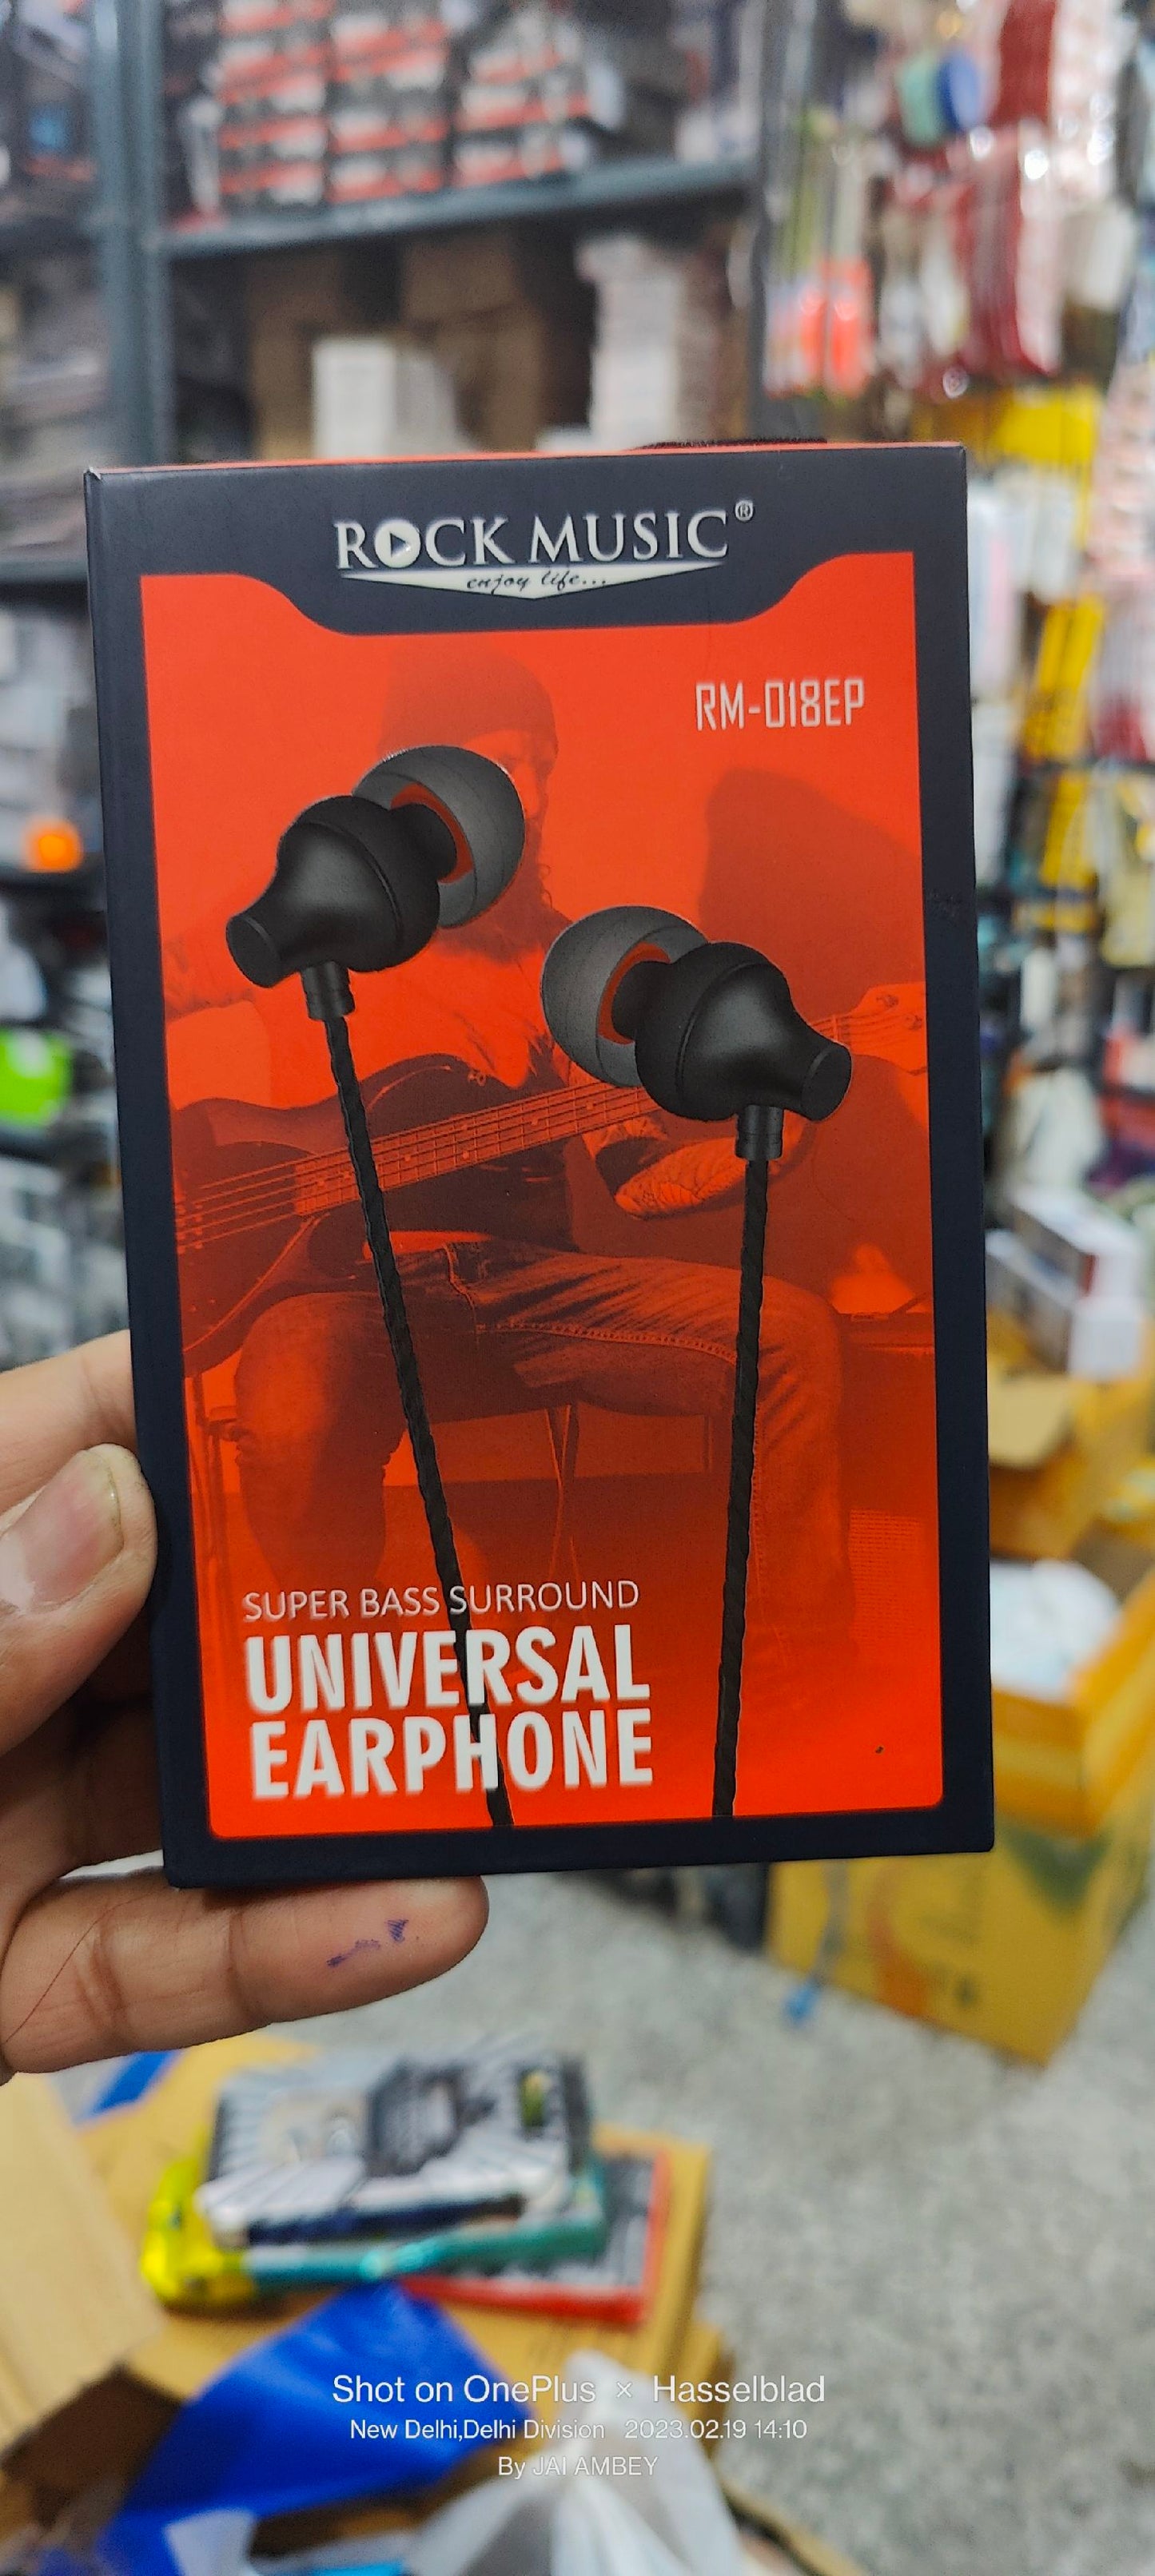 ROCK MUSIC®
enjoy life...
RM-018EP
SUPER BASS SURROUND
UNIVERSAL
EARPHONE
Shot on OnePlus × Hasselblad
New Delhi,Delhi Division 2023.02.19 14:10
By JAI AMBEY